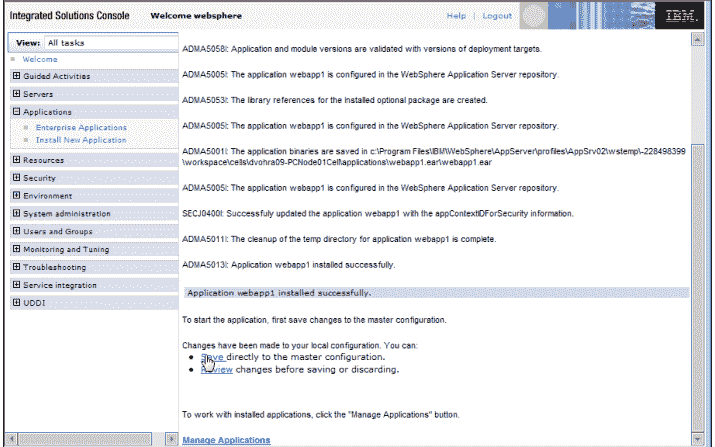 Integrated Solutions Console Welcome websphere Help | Logout IBM.
View: All tasks
Welcome
Guided Activities
Servers
Applications
Enterprise Applications
Install New Application
Resources
Security
Environment
System administration
Users and Groups
Monitoring and Tuning
Troubleshooting
Service integration
UDDI
ADMA5058I: Application and module versions are validated with versions of deployment targets.
ADMA5005I: The application webapp1 is configured in the WebSphere Application Server repository.
ADMA5053I: The library references for the installed optional package are created.
ADMA5005I: The application webapp1 is configured in the WebSphere Application Server repository.
ADMA5001I: The application binaries are saved in c:\Program Files\IBM\WebSphere\AppServer\profiles\AppSrv02\wstemp\-228498399
\workspace\cells\dvohra09-PCNode01Cell\applications\webapp1.ear\webapp1.ear
ADMA5005I: The application webapp1 is configured in the WebSphere Application Server repository.
SECJ0400I: Successfuly updated the application webapp1 with the appContextIDForSecurity information.
ADMA5011I: The cleanup of the temp directory for application webapp1 is complete.
ADMA5013I: Application webapp1 installed successfully.
Application webapp1 installed successfully.
To start the application, first save changes to the master configuration.
Changes have been made to your local configuration. You can:
Save directly to the master configuration.
Review changes before saving or discarding.
To work with installed applications, click the "Manage Applications" button.
Manage Applications